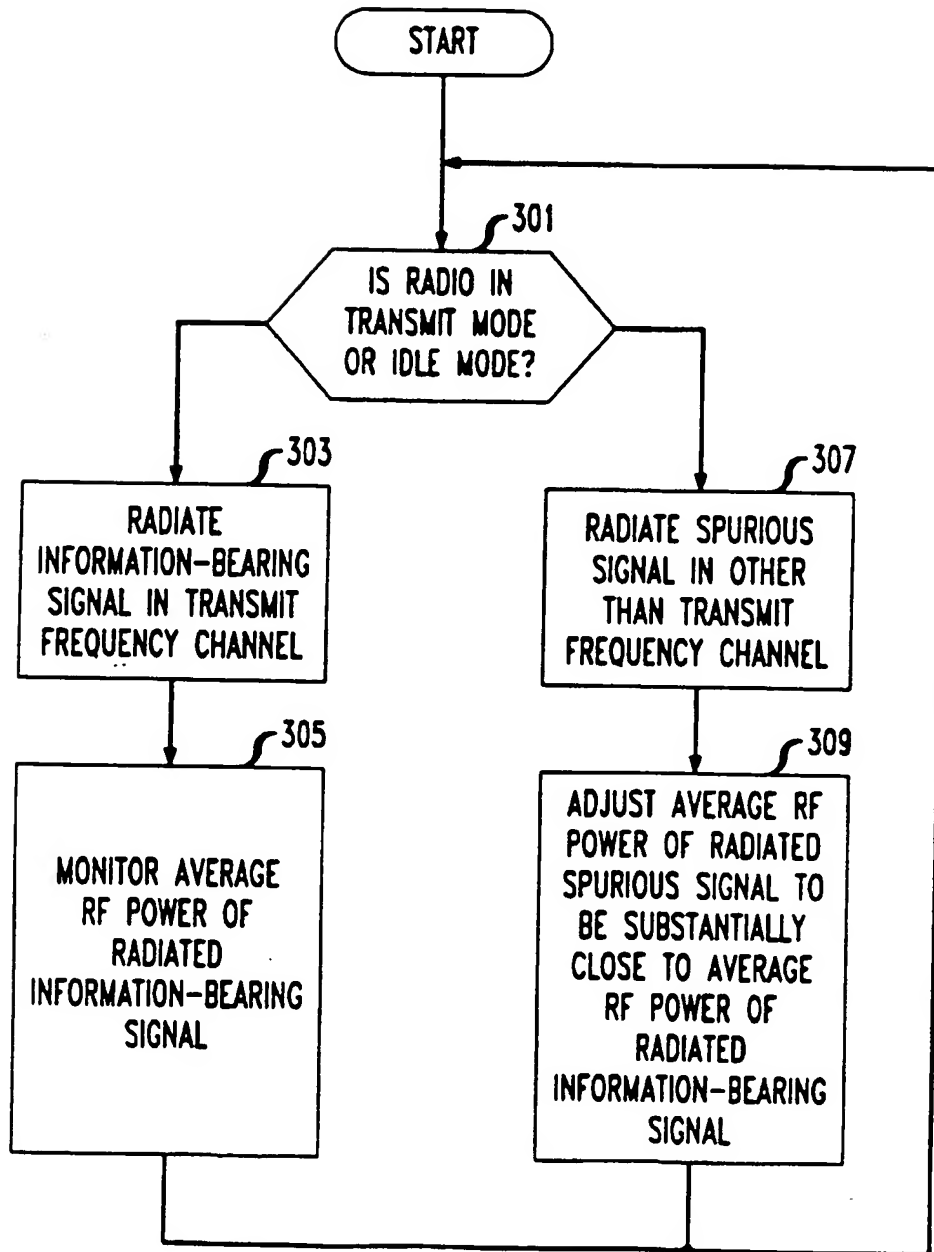 START
301
IS RADIO IN
TRANSMIT MODE
OR IDLE MODE?
303
RADIATE
INFORMATION-BEARING
SIGNAL IN TRANSMIT
FREQUENCY CHANNEL
305
MONITOR AVERAGE
RF POWER OF
RADIATED
INFORMATION-BEARING
SIGNAL
307
RADIATE SPURIOUS
SIGNAL IN OTHER
THAN TRANSMIT
FREQUENCY CHANNEL
309
ADJUST AVERAGE RF
POWER OF RADIATED
SPURIOUS SIGNAL TO
BE SUBSTANTIALLY
CLOSE TO AVERAGE
RF POWER OF
RADIATED
INFORMATION-BEARING
SIGNAL